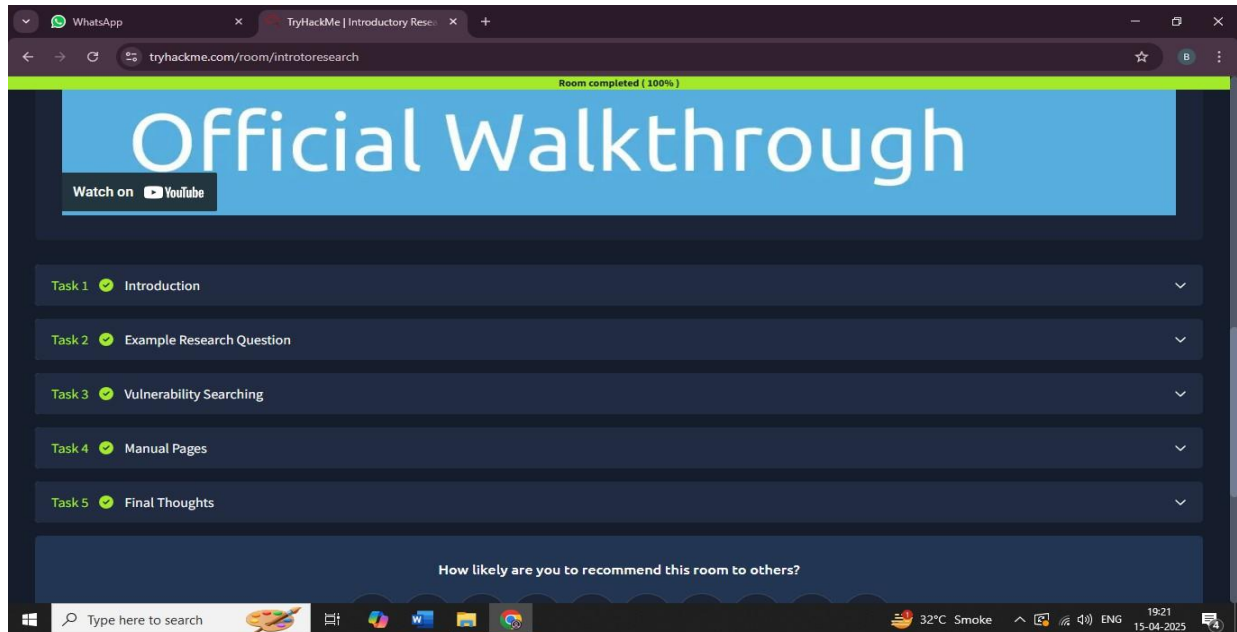 WhatsApp
TryHackMe | Introductory Resea
tryhackme.com/room/introtoresearch
B
Room completed ( 100% )
Official Walkthrough
Watch on YouTube
Task 1 Introduction
Task 2 Example Research Question
Task 3 Vulnerability Searching
Task 4 Manual Pages
Task 5 Final Thoughts
How likely are you to recommend this room to others?
Type here to search
32°C Smoke
ENG
19:21
15-04-2025
4